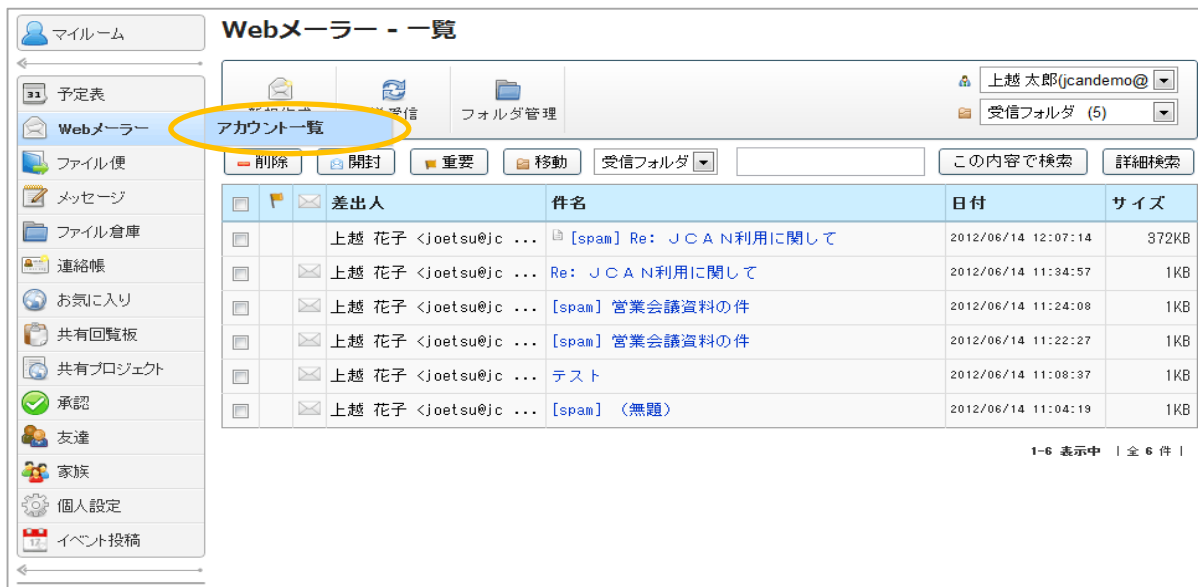 マイルーム
31 予定表
Webメーラー
ファイル便
メッセージ
ファイル倉庫
連絡帳
お気に入り
共有回覧板
共有プロジェクト
承認
友達
家族
個人設定
イベント投稿
Webメーラー - 一覧
フォルダ管理
上越 太郎(jcandemo@
受信フォルダ (5)
アカウント一覧
削除 開封 重要 移動 受信フォルダ この内容で検索 詳細検索
差出人 件名 日付 サイズ
上越 花子 <joetsu@jc ... [spam] Re: ＪＣＡＮ利用に関して 2012/06/14 12:07:14 372KB
上越 花子 <joetsu@jc ... Re: ＪＣＡＮ利用に関して 2012/06/14 11:34:57 1KB
上越 花子 <joetsu@jc ... [spam] 営業会議資料の件 2012/06/14 11:24:08 1KB
上越 花子 <joetsu@jc ... [spam] 営業会議資料の件 2012/06/14 11:22:27 1KB
上越 花子 <joetsu@jc ... テスト 2012/06/14 11:08:37 1KB
上越 花子 <joetsu@jc ... [spam] （無題） 2012/06/14 11:04:19 1KB
1-6 表示中 | 全 6 件 |